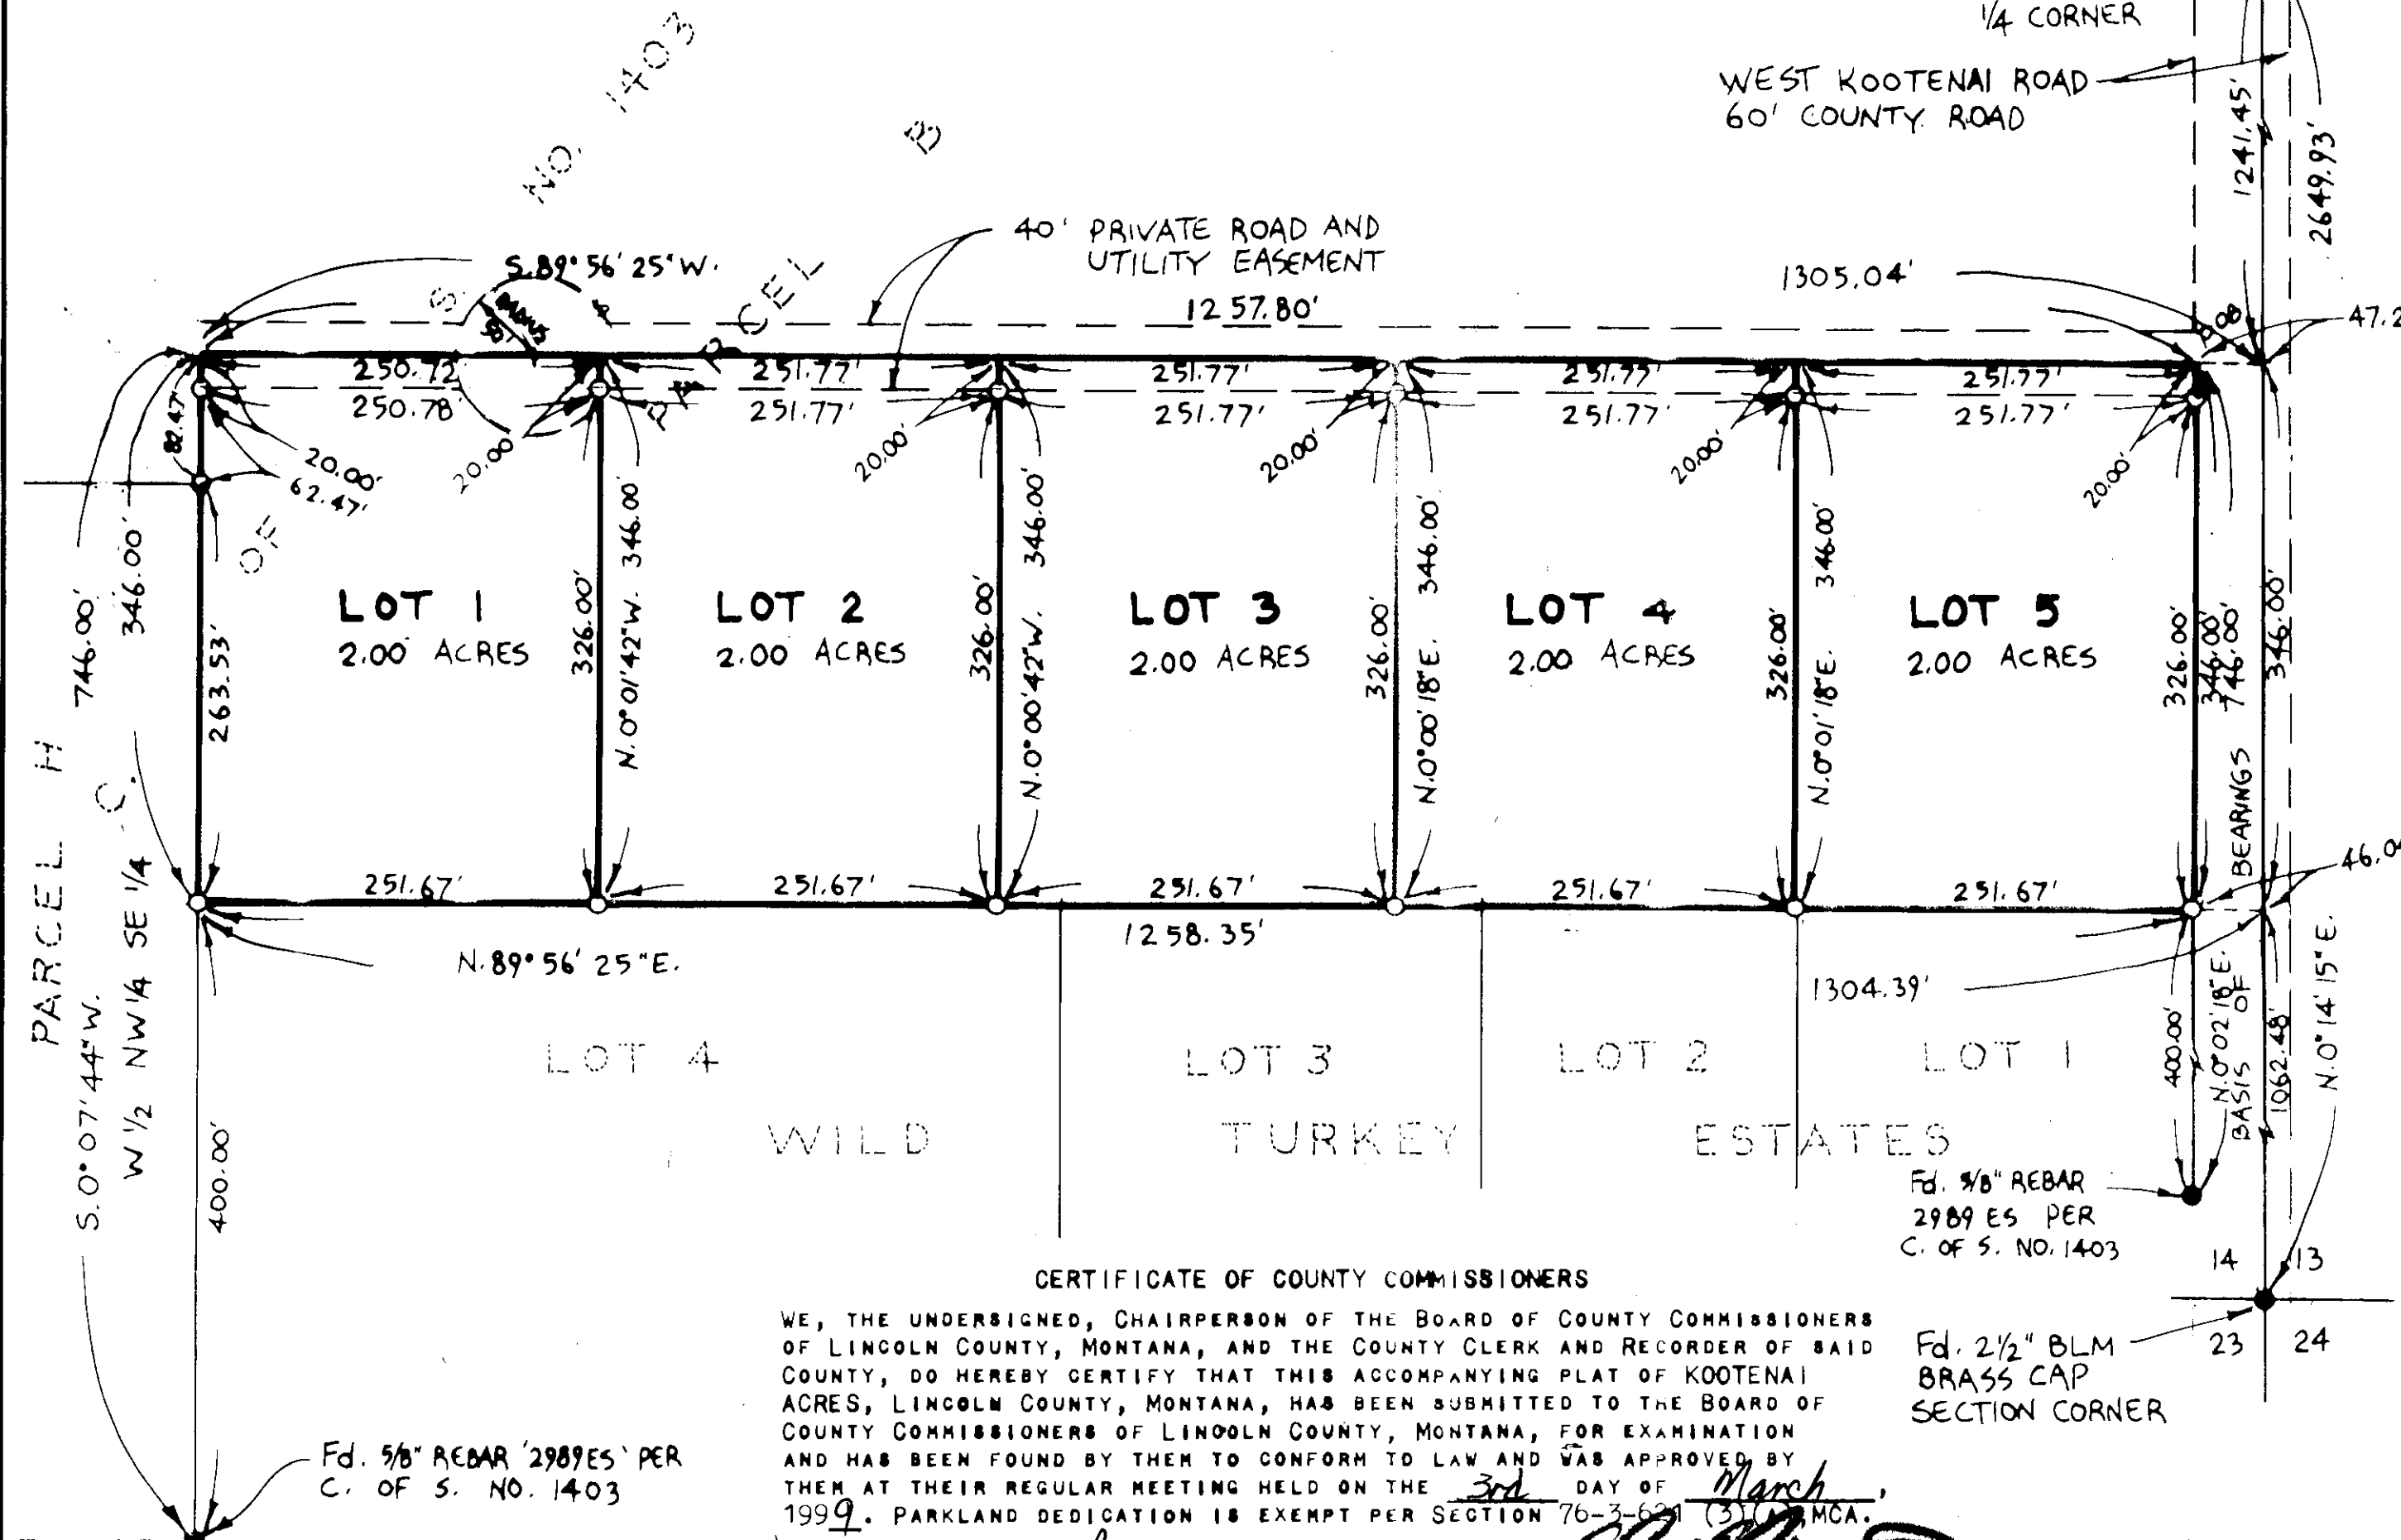 1/4 CORNER
WEST KOOTENAI ROAD
60' COUNTY ROAD
1241.45'
2649.93'
NO. 1403
B
S.
PARCEL
OF
C.
40' PRIVATE ROAD AND
UTILITY EASEMENT
S.89°56'25"W.
1257.80'
1305.04'
47.2
250.72'
251.77'
251.77'
251.77'
251.77'
250.78'
251.77'
251.77'
251.77'
251.77'
82.47'
20.00'
62.47'
20.00'
20.00'
20.00'
20.00'
20.00'
746.00'
346.00'
263.53'
LOT 1
2.00 ACRES
326.00'
N.0°01'42"W. 346.00'
LOT 2
2.00 ACRES
326.00'
N.0°00'42"W. 346.00'
LOT 3
2.00 ACRES
326.00'
N.0°00'18"E. 346.00'
LOT 4
2.00 ACRES
326.00'
N.0°01'18"E. 346.00'
LOT 5
2.00 ACRES
326.00'
346.00'
746.00'
346.00'
251.67'
251.67'
251.67'
251.67'
251.67'
46.04
N.89°56'25"E.
1258.35'
1304.39'
PARCEL H
S.0°07'44"W.
W 1/2 NW 1/4 SE 1/4
400.00'
LOT 4
LOT 3
LOT 2
LOT 1
WILD TURKEY ESTATES
400.00'
N.0°02'18"E.
BASIS OF BEARINGS
1062.48'
N.0°14'15"E.
Fd. 5/8" REBAR
2989 ES PER
C. OF S. NO. 1403
14 13
23 24
Fd. 2 1/2" BLM
BRASS CAP
SECTION CORNER
Fd. 5/8" REBAR '2989ES' PER
C. OF S. NO. 1403
CERTIFICATE OF COUNTY COMMISSIONERS
WE, THE UNDERSIGNED, CHAIRPERSON OF THE BOARD OF COUNTY COMMISSIONERS
OF LINCOLN COUNTY, MONTANA, AND THE COUNTY CLERK AND RECORDER OF SAID
COUNTY, DO HEREBY CERTIFY THAT THIS ACCOMPANYING PLAT OF KOOTENAI
ACRES, LINCOLN COUNTY, MONTANA, HAS BEEN SUBMITTED TO THE BOARD OF
COUNTY COMMISSIONERS OF LINCOLN COUNTY, MONTANA, FOR EXAMINATION
AND HAS BEEN FOUND BY THEM TO CONFORM TO LAW AND WAS APPROVED BY
THEM AT THEIR REGULAR MEETING HELD ON THE 3rd DAY OF March,
1999. PARKLAND DEDICATION IS EXEMPT PER SECTION MCA.